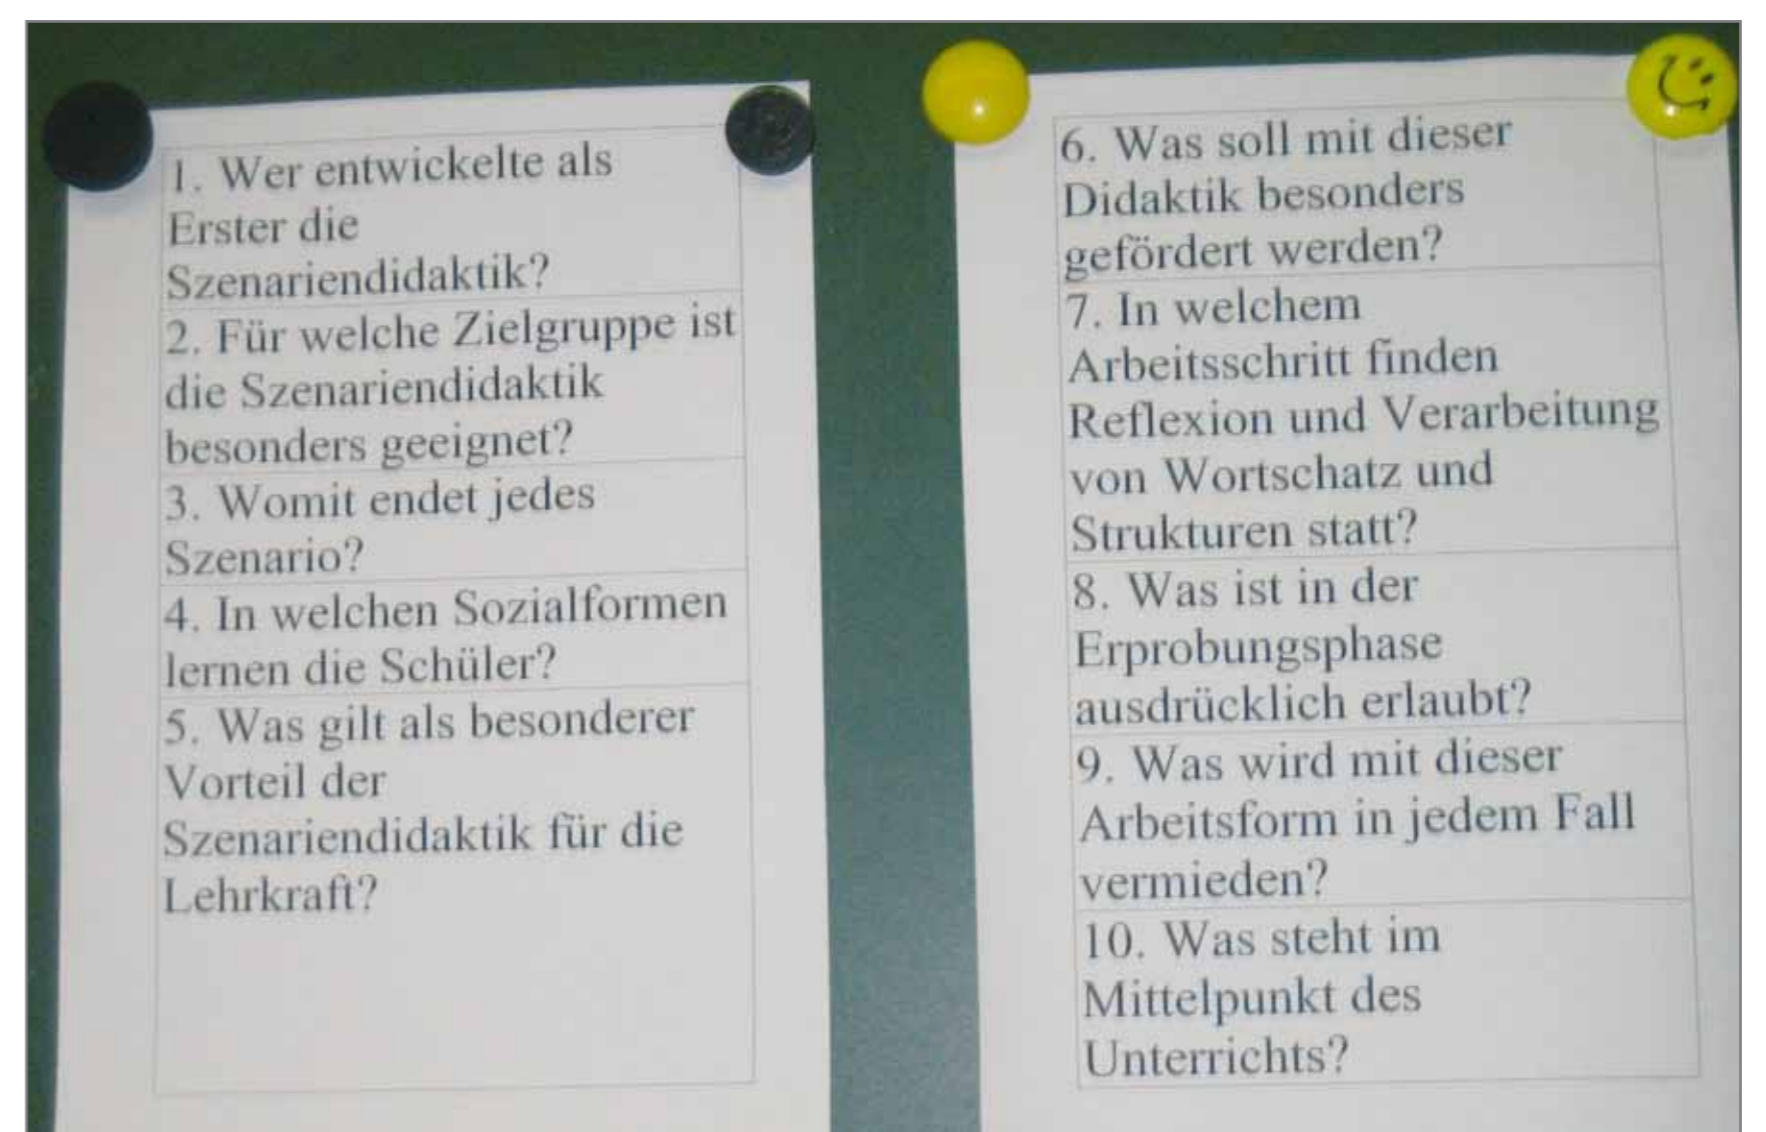 1. Wer entwickelte als
Erster die
Szenariendidaktik?
2. Für welche Zielgruppe ist
die Szenariendidaktik
besonders geeignet?
3. Womit endet jedes
Szenario?
4. In welchen Sozialformen
lernen die Schüler?
5. Was gilt als besonderer
Vorteil der
Szenariendidaktik für die
Lehrkraft?
6. Was soll mit dieser
Didaktik besonders
gefördert werden?
7. In welchem
Arbeitsschritt finden
Reflexion und Verarbeitung
von Wortschatz und
Strukturen statt?
8. Was ist in der
Erprobungsphase
ausdrücklich erlaubt?
9. Was wird mit dieser
Arbeitsform in jedem Fall
vermieden?
10. Was steht im
Mittelpunkt des
Unterrichts?